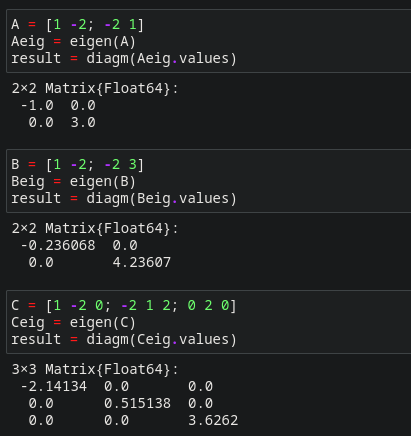 A = [1 -2; -2 1]
Aeig = eigen(A)
result = diagm(Aeig.values)
2×2 Matrix{Float64}:
 -1.0  0.0
  0.0  3.0
B = [1 -2; -2 3]
Beig = eigen(B)
result = diagm(Beig.values)
2×2 Matrix{Float64}:
 -0.236068  0.0
  0.0       4.23607
C = [1 -2 0; -2 1 2; 0 2 0]
Ceig = eigen(C)
result = diagm(Ceig.values)
3×3 Matrix{Float64}:
 -2.14134  0.0       0.0
  0.0      0.515138  0.0
  0.0      0.0       3.6262